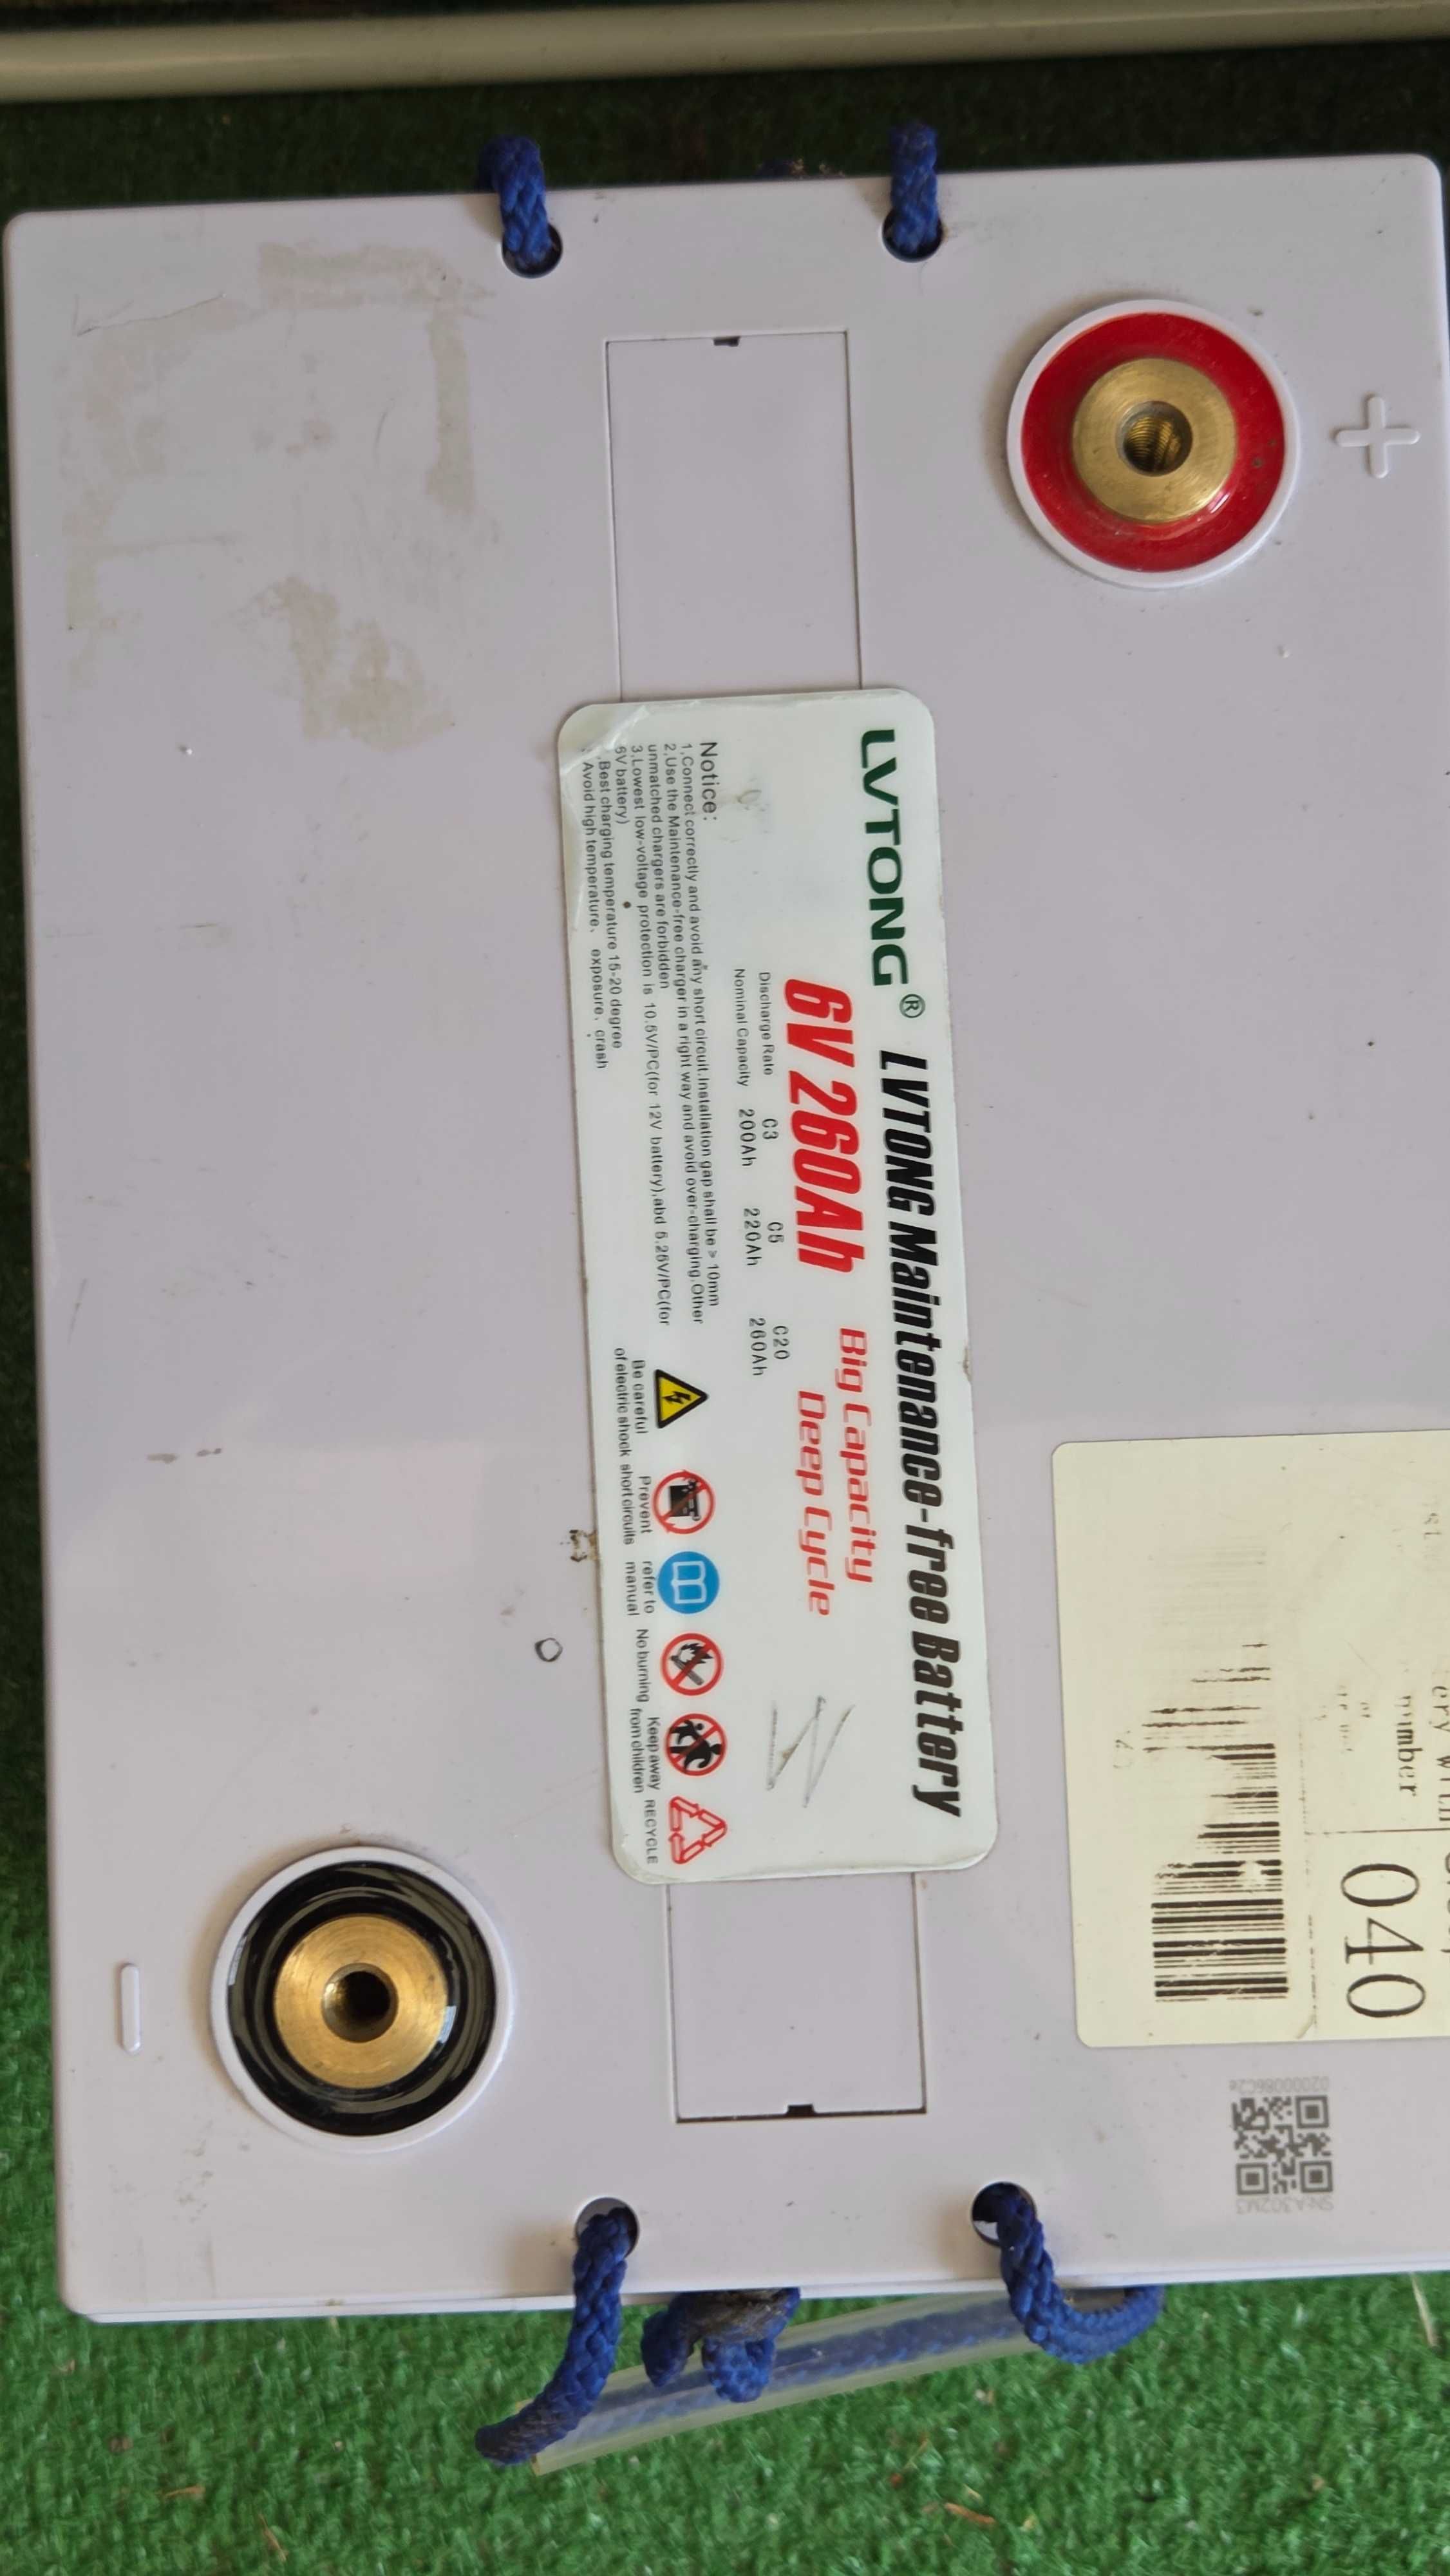 LVTONG® LVTONG Maintenance-free Battery
6V 260Ah
Big Capacity
Deep Cycle
Discharge Rate C3 C5 C20
Nominal Capacity 200Ah 220Ah 260Ah
Notice:
1,Connect correctly and avoid any short circuit.Installation gap shall be > 10mm
2,Use the Maintenance-free charger in a right way and avoid over-charging.Other
unmatched chargers are forbidden
3,Lowest low-voltage protection is 10.5V/PC(for 12V battery),abd 5.25V/PC(for
6V battery)
,Best charging temperature 15-20 degree
Avoid high temperature、exposure、crash
Be careful
of electric shock
Prevent
short circuits
refer to
manual
No burning
Keep away
from children
RECYCLE
+
-
number
040